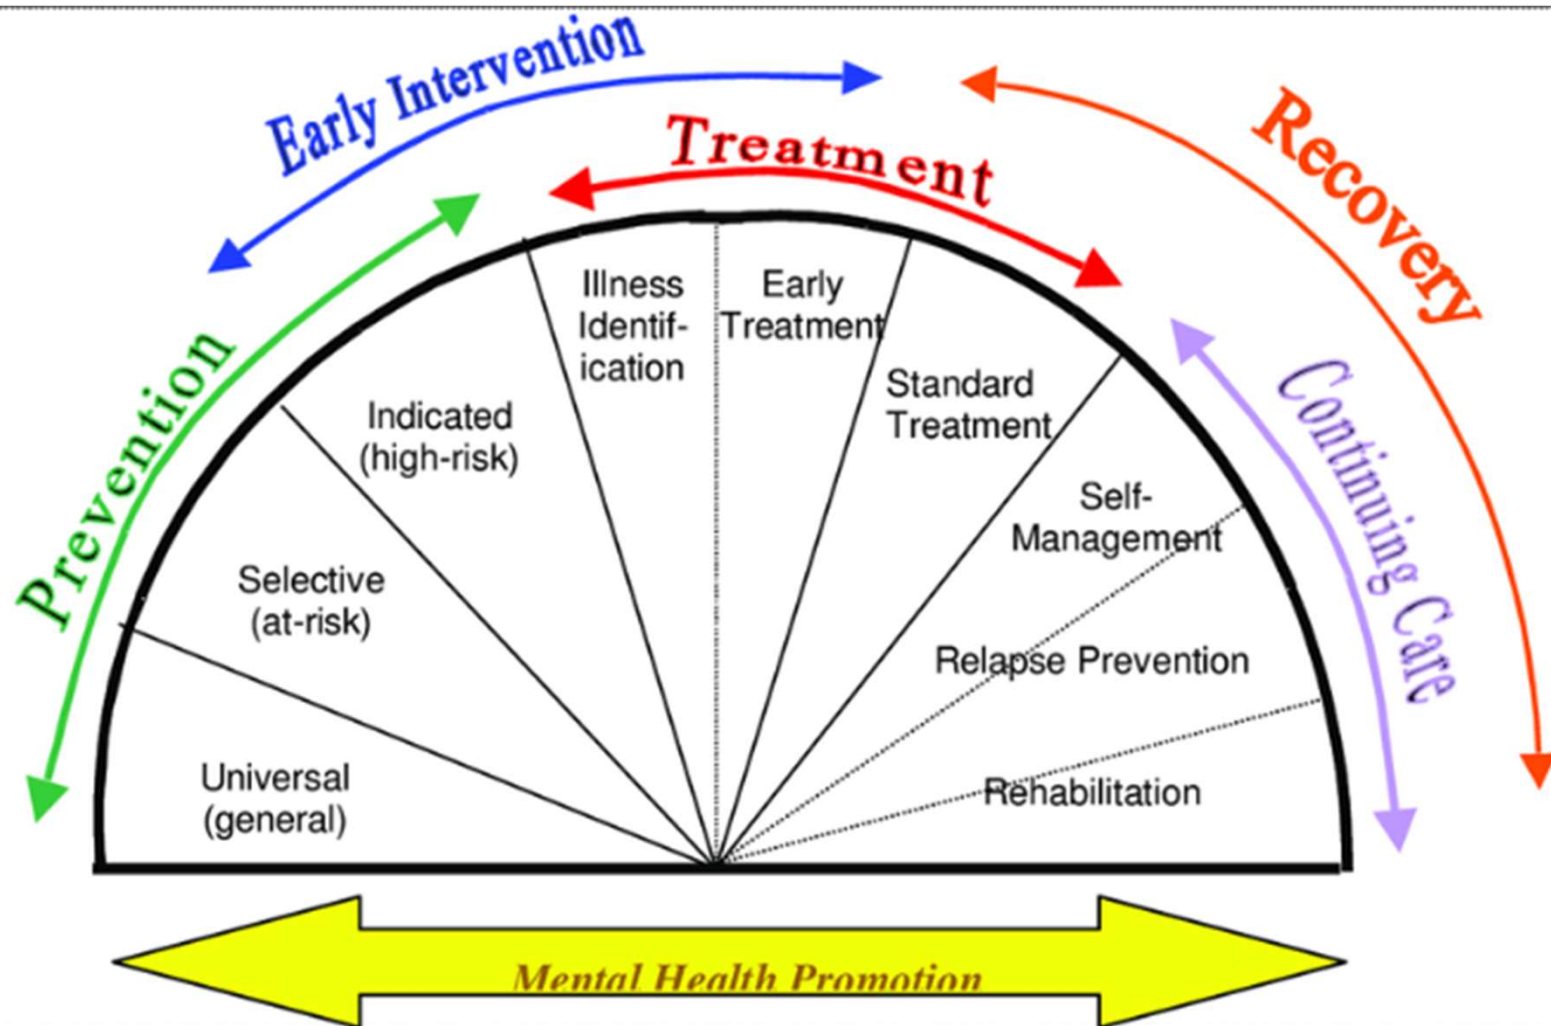 Early Intervention
Treatment
Recovery
Prevention
Continuing Care
Illness
Identif-
ication
Early
Treatment
Standard
Treatment
Indicated
(high-risk)
Self-
Management
Selective
(at-risk)
Relapse Prevention
Universal
(general)
Rehabilitation
Mental Health Promotion